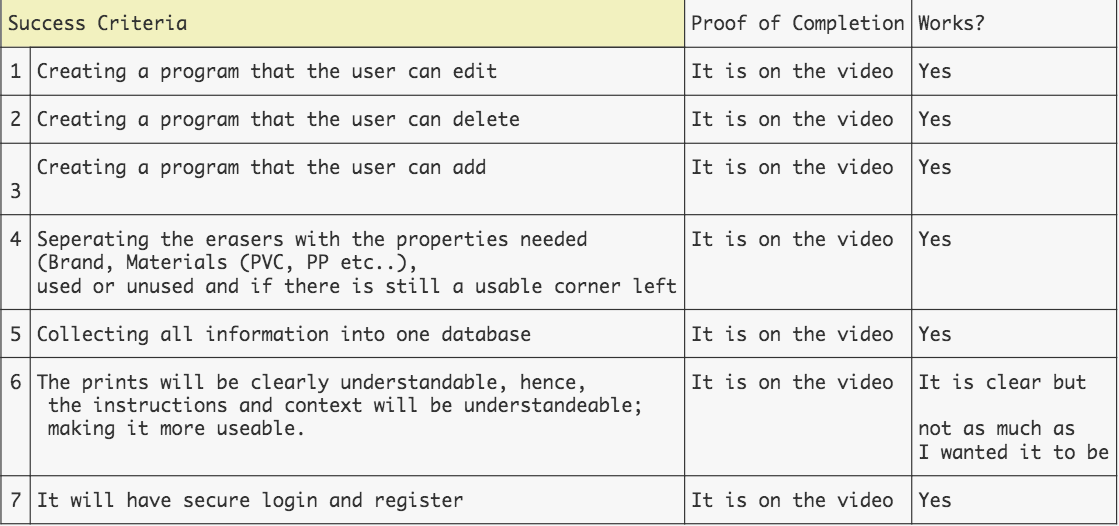 Success Criteria Proof of Completion Works?
1 Creating a program that the user can edit It is on the video Yes
2 Creating a program that the user can delete It is on the video Yes
Creating a program that the user can add It is on the video Yes
3
4 Seperating the erasers with the properties needed It is on the video Yes
(Brand, Materials (PVC, PP etc..),
used or unused and if there is still a usable corner left
5 Collecting all information into one database It is on the video Yes
6 The prints will be clearly understandable, hence, It is on the video It is clear but
the instructions and context will be understandeable;
making it more useable. not as much as
I wanted it to be
7 It will have secure login and register It is on the video Yes